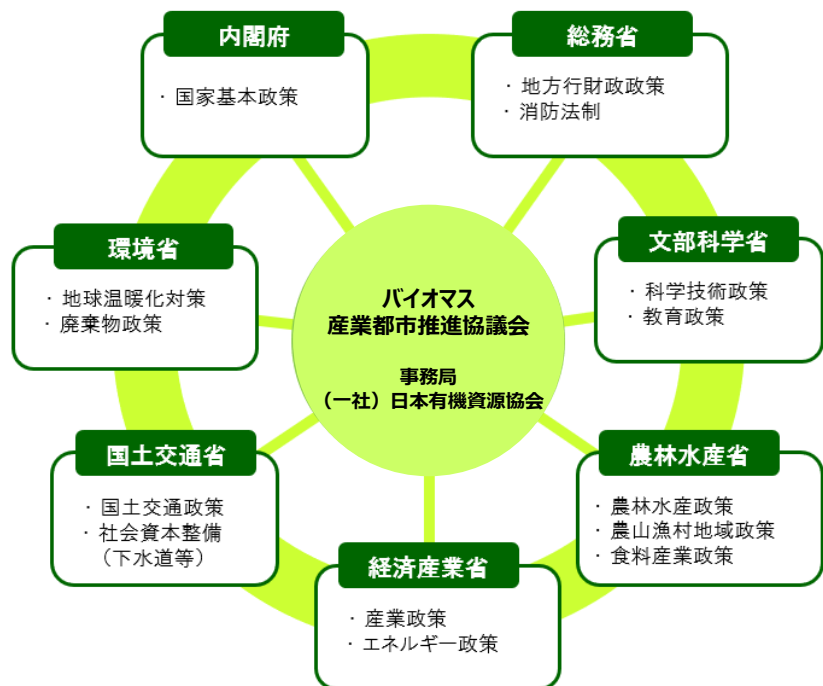 内閣府
・国家基本政策
総務省
・地方行財政政策
・消防法制
環境省
・地球温暖化対策
・廃棄物政策
文部科学省
・科学技術政策
・教育政策
バイオマス
産業都市推進協議会
事務局
（一社）日本有機資源協会
国土交通省
・国土交通政策
・社会資本整備
（下水道等）
農林水産省
・農林水産政策
・農山漁村地域政策
・食料産業政策
経済産業省
・産業政策
・エネルギー政策